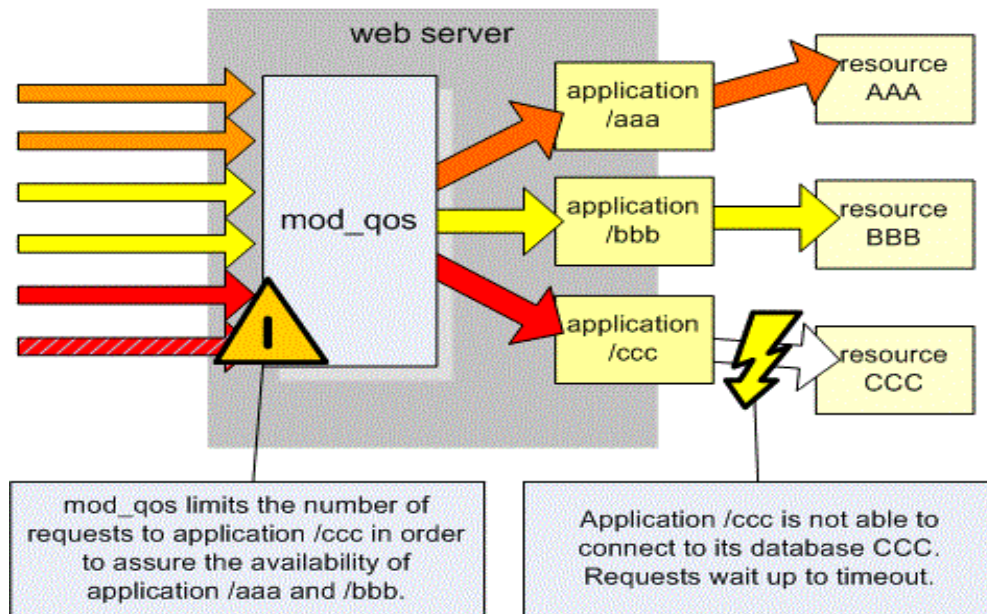 web server
mod_qos
application
/aaa
application
/bbb
application
/ccc
resource
AAA
resource
BBB
resource
CCC
mod_qos limits the number of
requests to application /ccc in order
to assure the availability of
application /aaa and /bbb.
Application /ccc is not able to
connect to its database CCC.
Requests wait up to timeout.